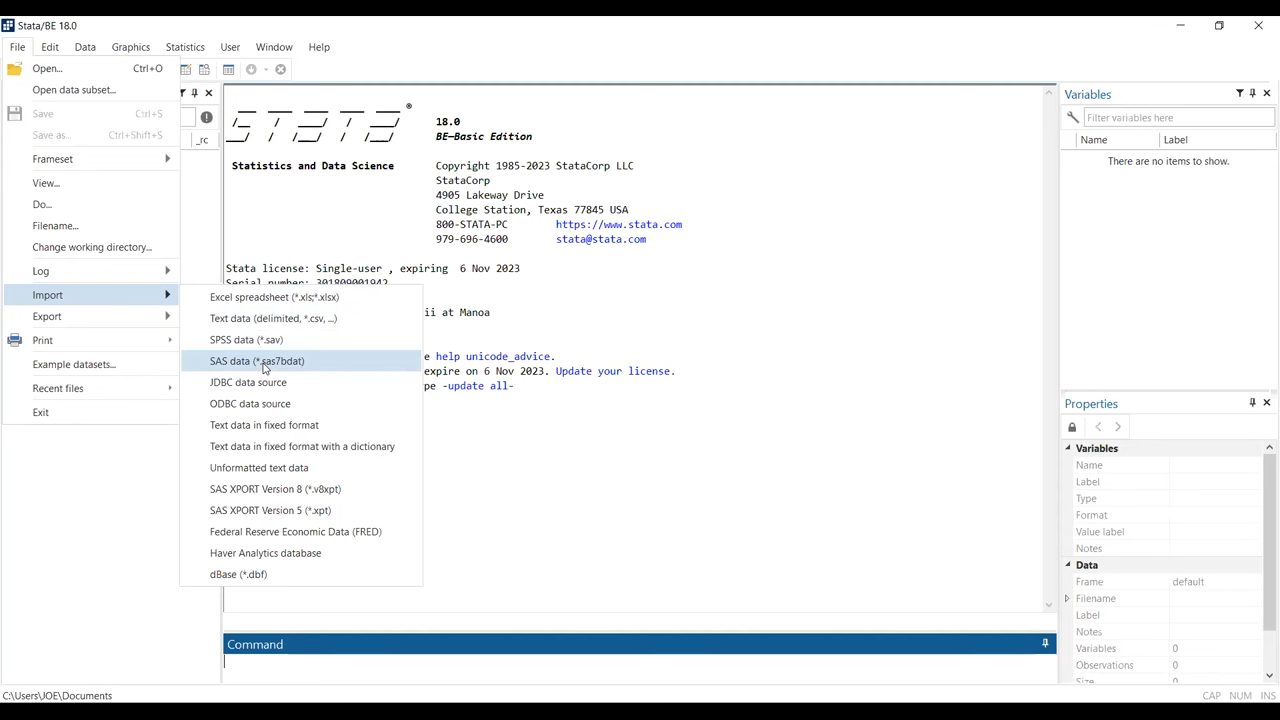 Stata/BE 18.0
File Edit Data Graphics Statistics User Window Help
Open... Ctrl+O
Open data subset...
Save Ctrl+S
Save as... Ctrl+Shift+S
Frameset
View...
Do...
Filename...
Change working directory...
Log
Import
Export
Print
Example datasets...
Recent files
Exit
_rc
Excel spreadsheet (*.xls;*.xlsx)
Text data (delimited, *.csv, ...)
SPSS data (*.sav)
SAS data (*.sas7bdat)
JDBC data source
ODBC data source
Text data in fixed format
Text data in fixed format with a dictionary
Unformatted text data
SAS XPORT Version 8 (*.v8xpt)
SAS XPORT Version 5 (*.xpt)
Federal Reserve Economic Data (FRED)
Haver Analytics database
dBase (*.dbf)
®
18.0
BE—Basic Edition
Statistics and Data Science Copyright 1985-2023 StataCorp LLC
StataCorp
4905 Lakeway Drive
College Station, Texas 77845 USA
800-STATA-PC https://www.stata.com
979-696-4600 stata@stata.com
Stata license: Single-user , expiring 6 Nov 2023
Serial number: 301809001942
ii at Manoa
e help unicode_advice.
expire on 6 Nov 2023. Update your license.
pe -update all-
Command
Variables
Filter variables here
Name Label
There are no items to show.
Properties
Variables
Name
Label
Type
Format
Value label
Notes
Data
Frame default
Filename
Label
Notes
Variables 0
Observations 0
Size 0
C:\Users\JOE\Documents
CAP NUM INS